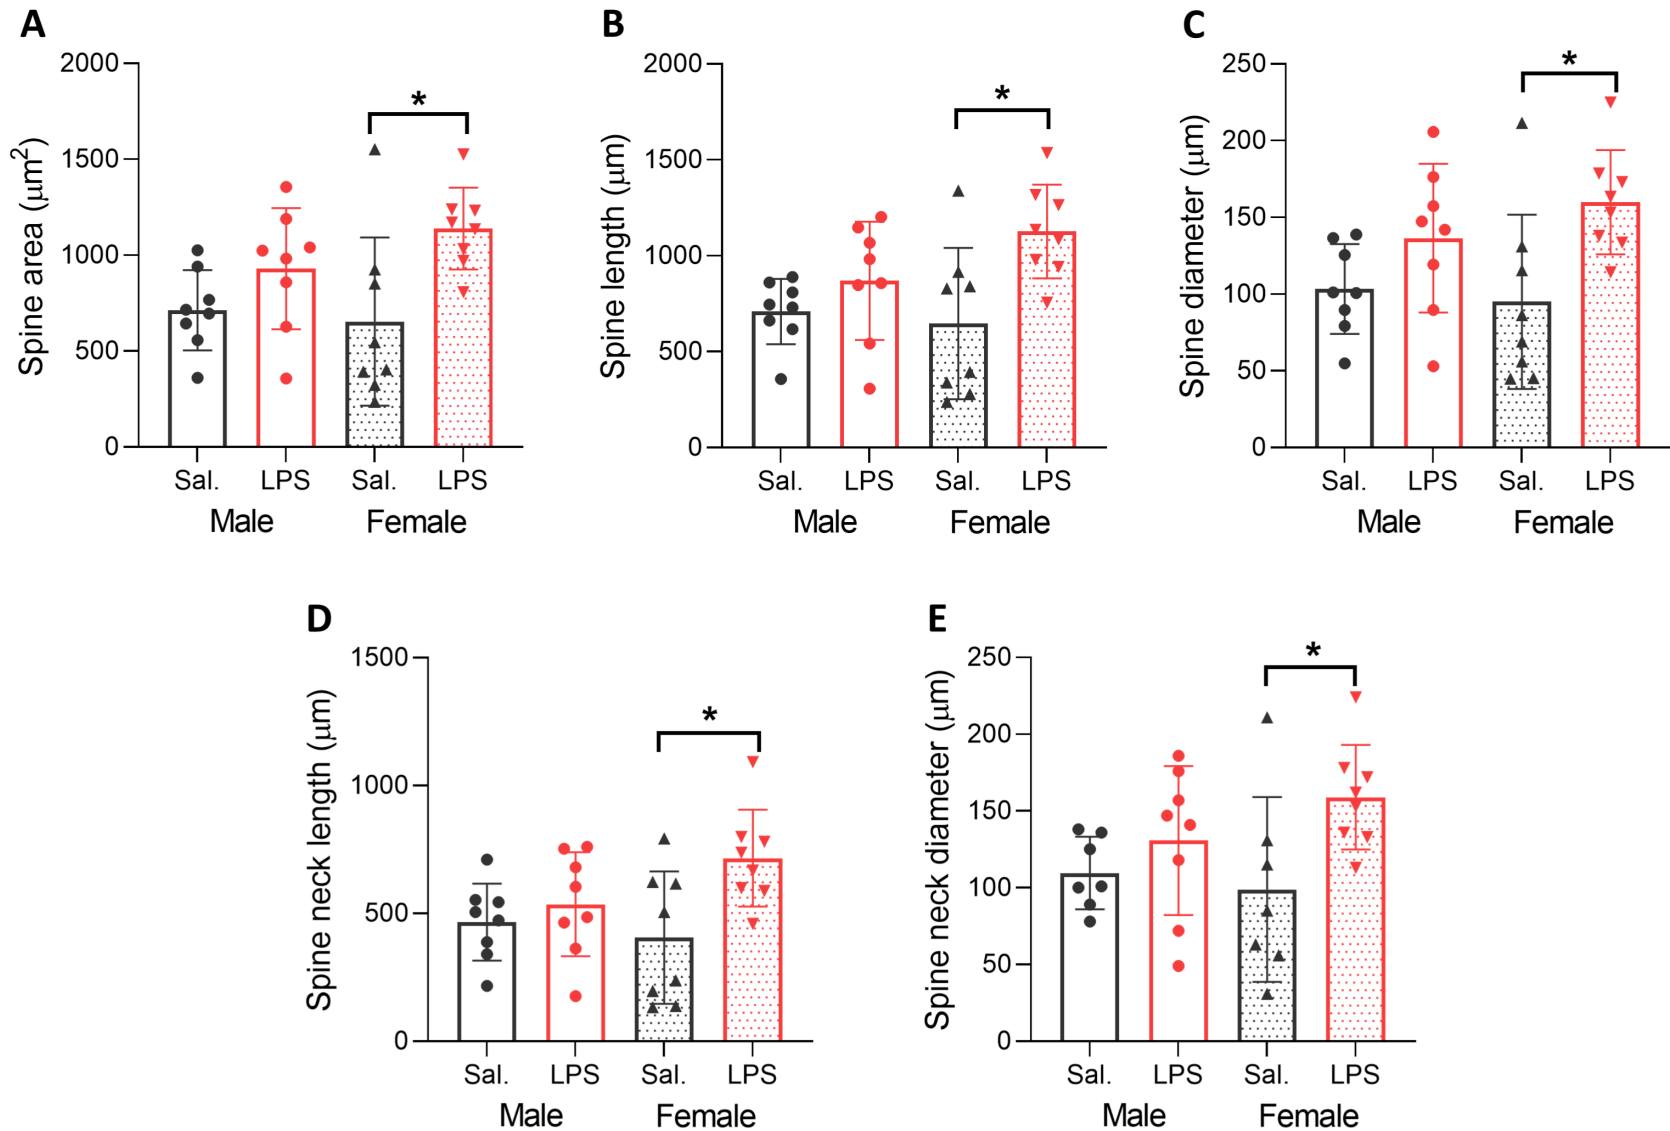 A
Spine area (μm²)
2000
1500
1000
500
0
*
Sal. LPS Sal. LPS
Male Female
B
Spine length (μm)
2000
1500
1000
500
0
*
Sal. LPS Sal. LPS
Male Female
C
Spine diameter (μm)
250
200
150
100
50
0
*
Sal. LPS Sal. LPS
Male Female
D
Spine neck length (μm)
1500
1000
500
0
*
Sal. LPS Sal. LPS
Male Female
E
Spine neck diameter (μm)
250
200
150
100
50
0
*
Sal. LPS Sal. LPS
Male Female